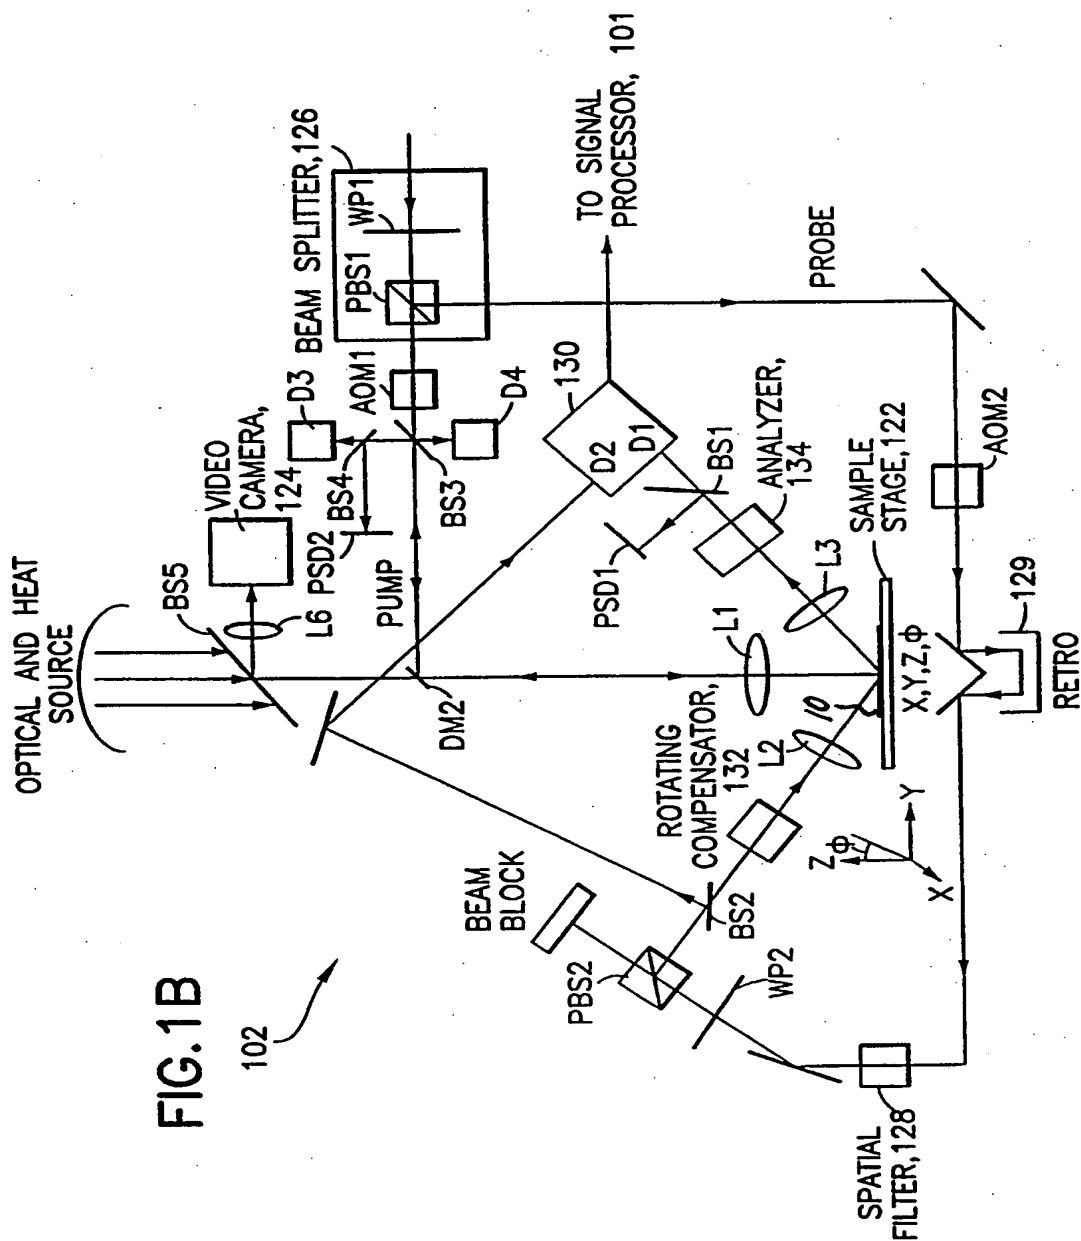 FIG.1B
102
OPTICAL AND HEAT
SOURCE
BS5
VIDEO
CAMERA,
124
L6
D3
BEAM SPLITTER,126
WP1
PBS1
AOM1
BS4
PSD2
PUMP
BS3
D4
DM2
130
D2
D1
TO SIGNAL
PROCESSOR, 101
BEAM
BLOCK
PBS2
BS2
WP2
ROTATING
COMPENSATOR,
132
L2
L1
10
PSD1
BS1
ANALYZER,
134
L3
PROBE
SAMPLE
STAGE,122
X,Y,Z,ϕ
Z
ϕ
Y
X
AOM2
129
RETRO
SPATIAL
FILTER,128